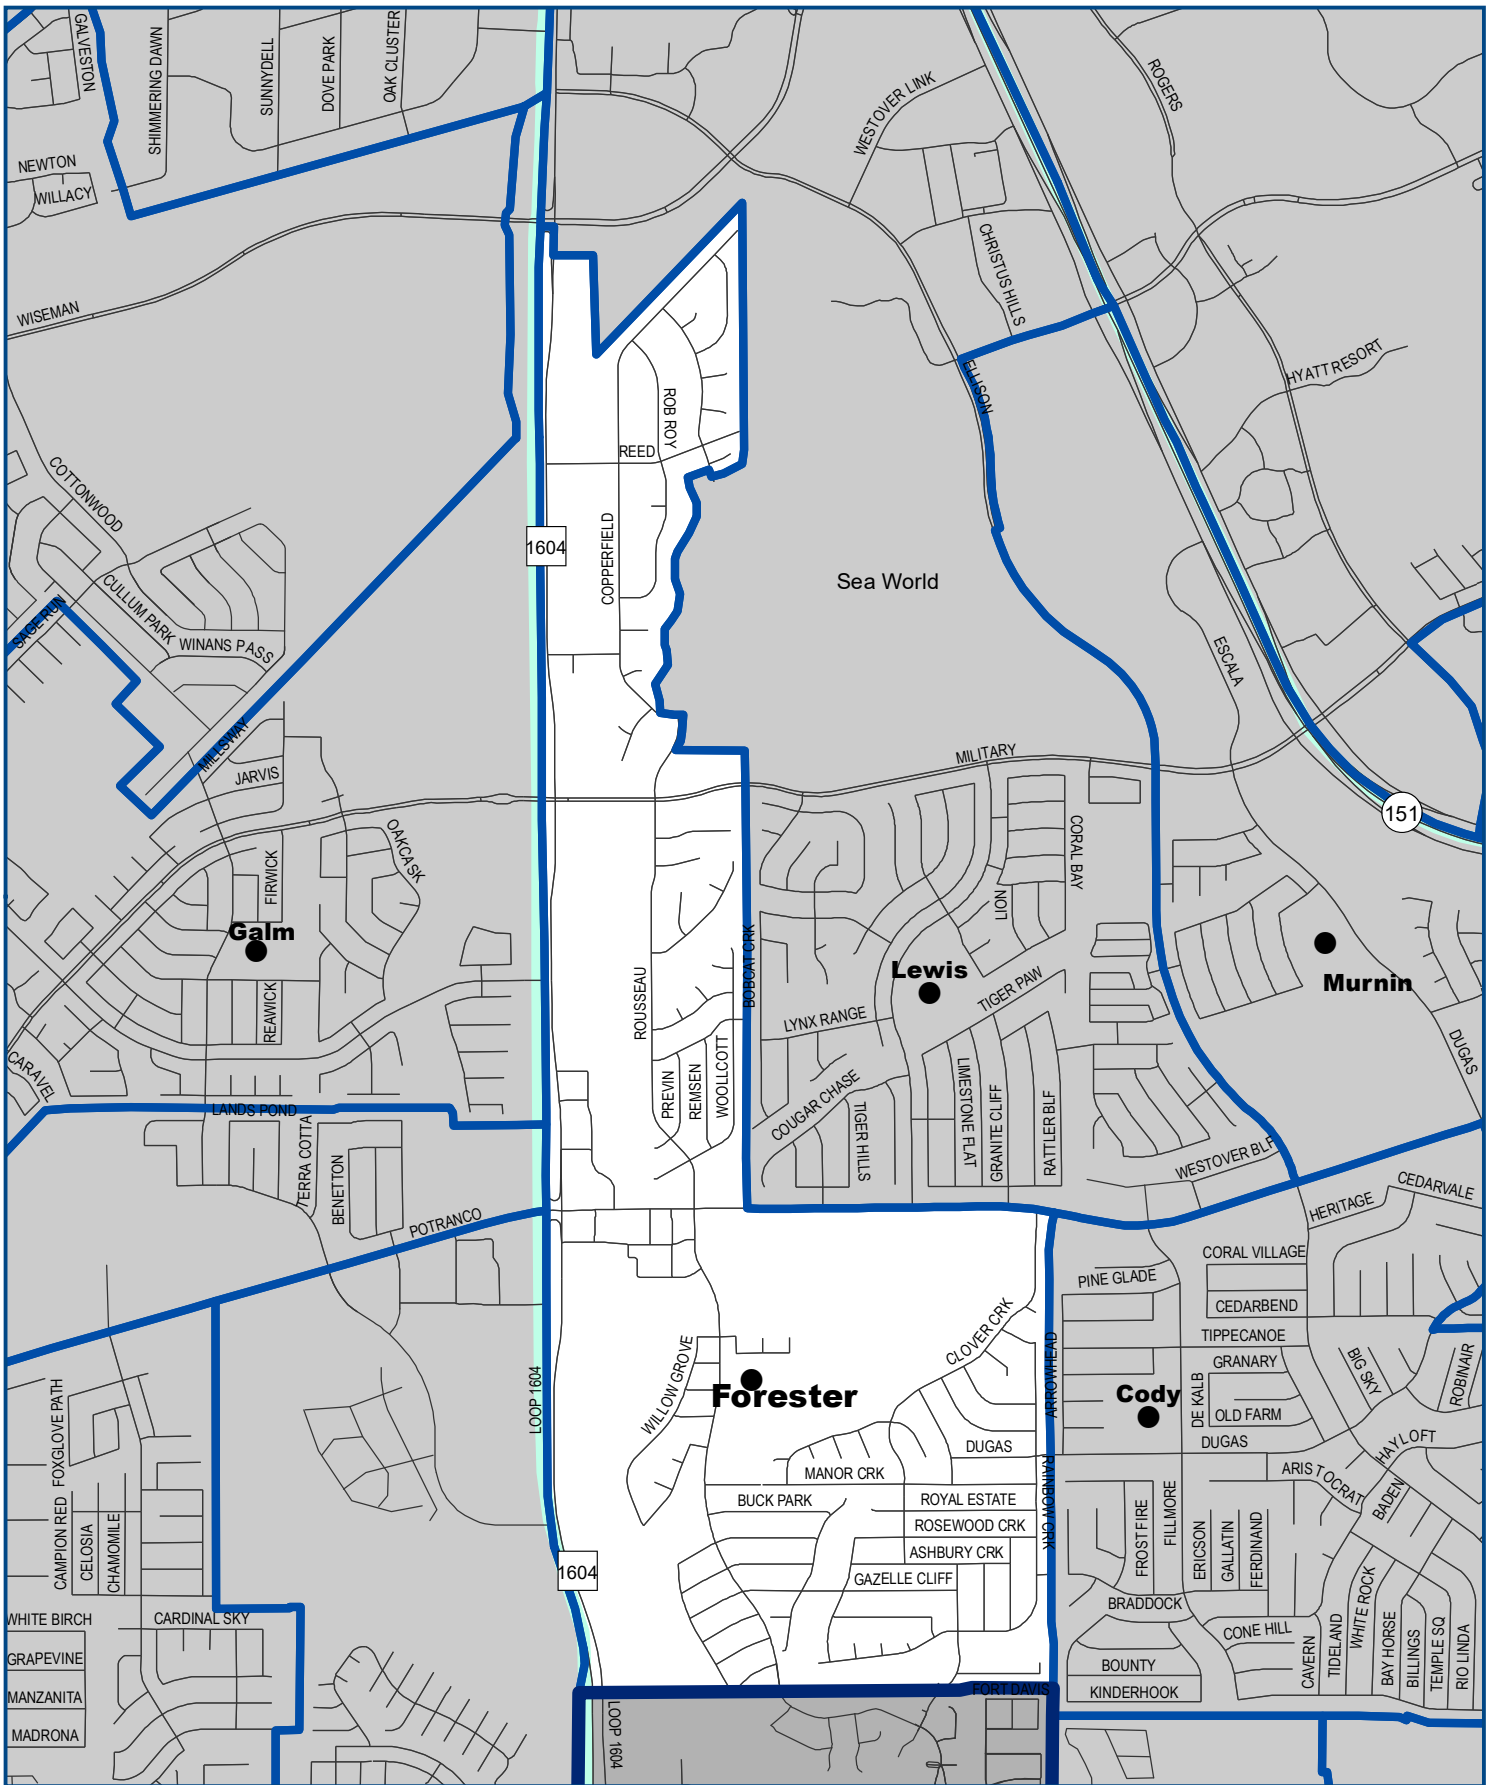 GALVESTON
SHIMMERING DAWN
SUNNYDELL
DOVE PARK
OAK CLUSTER
ROGERS
WESTOVER LINK
NEWTON
WILLACY
CHRISTUS HILLS
WISEMAN
HYATT RESORT
ELLISON
ROB ROY
REED
COTTONWOOD
COPPERFIELD
1604
Sea World
CULLUM PARK
SAGE RUN
WINANS PASS
ESCALA
MILLSWAY
JARVIS
MILITARY
151
OAKCASK
CORAL BAY
FIRWICK
LION
Galm
BOBCAT CRK
Lewis
Murnin
ROUSSEAU
TIGER PAW
REAWICK
LYNX RANGE
DUGAS
CARAVEL
PREVIN
REMSEN
WOOLLCOTT
COUGAR CHASE
TIGER HILLS
LIMESTONE FLAT
GRANITE CLIFF
RATTLER BLF
LANDS POND
TERRA COTTA
BENETTON
WESTOVER BLF
POTRANCO
HERITAGE
CEDARVALE
CORAL VILLAGE
PINE GLADE
CEDARBEND
CLOVER CRK
TIPPECANOE
ARROWHEAD
GRANARY
BIG SKY
ROBINAIR
WILLOW GROVE
LOOP 1604
Forester
Cody
DE KALB
OLD FARM
FOXGLOVE PATH
DUGAS
DUGAS
HAYLOFT
MANOR CRK
ARISTOCRAT
BADEN
BUCK PARK
ROYAL ESTATE
RAINBOW CRK
ROSEWOOD CRK
CAMPION RED
CELOSIA
CHAMOMILE
FROST FIRE
FILLMORE
ERICSON
GALLATIN
FERDINAND
ASHBURY CRK
1604
GAZELLE CLIFF
BRADDOCK
WHITE BIRCH
CARDINAL SKY
CONE HILL
CAVERN
TIDELAND
WHITE ROCK
BAY HORSE
BILLINGS
TEMPLE SQ
RIO LINDA
GRAPEVINE
BOUNTY
MANZANITA
KINDERHOOK
FORT DAVIS
MADRONA
LOOP 1604